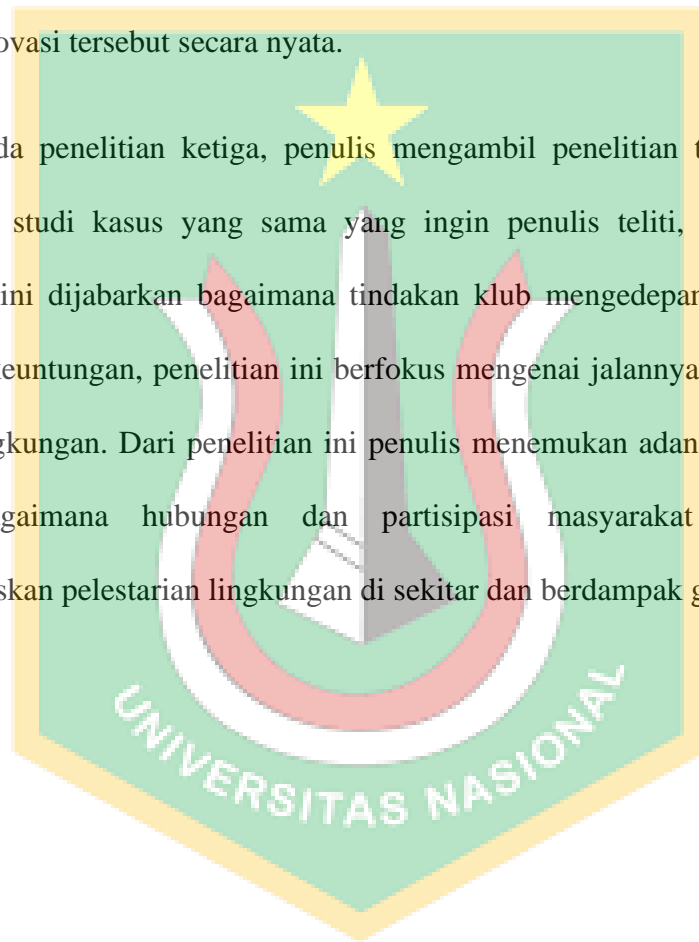 ovasi tersebut secara nyata.
da penelitian ketiga, penulis mengambil penelitian t
studi kasus yang sama yang ingin penulis teliti,
ini dijabarkan bagaimana tindakan klub mengedepan
keuntungan, penelitian ini berfokus mengenai jalannya
gkungan. Dari penelitian ini penulis menemukan adan
gaimana hubungan dan partisipasi masyarakat
skan pelestarian lingkungan di sekitar dan berdampak g
UNIVERSITAS NASIONAL